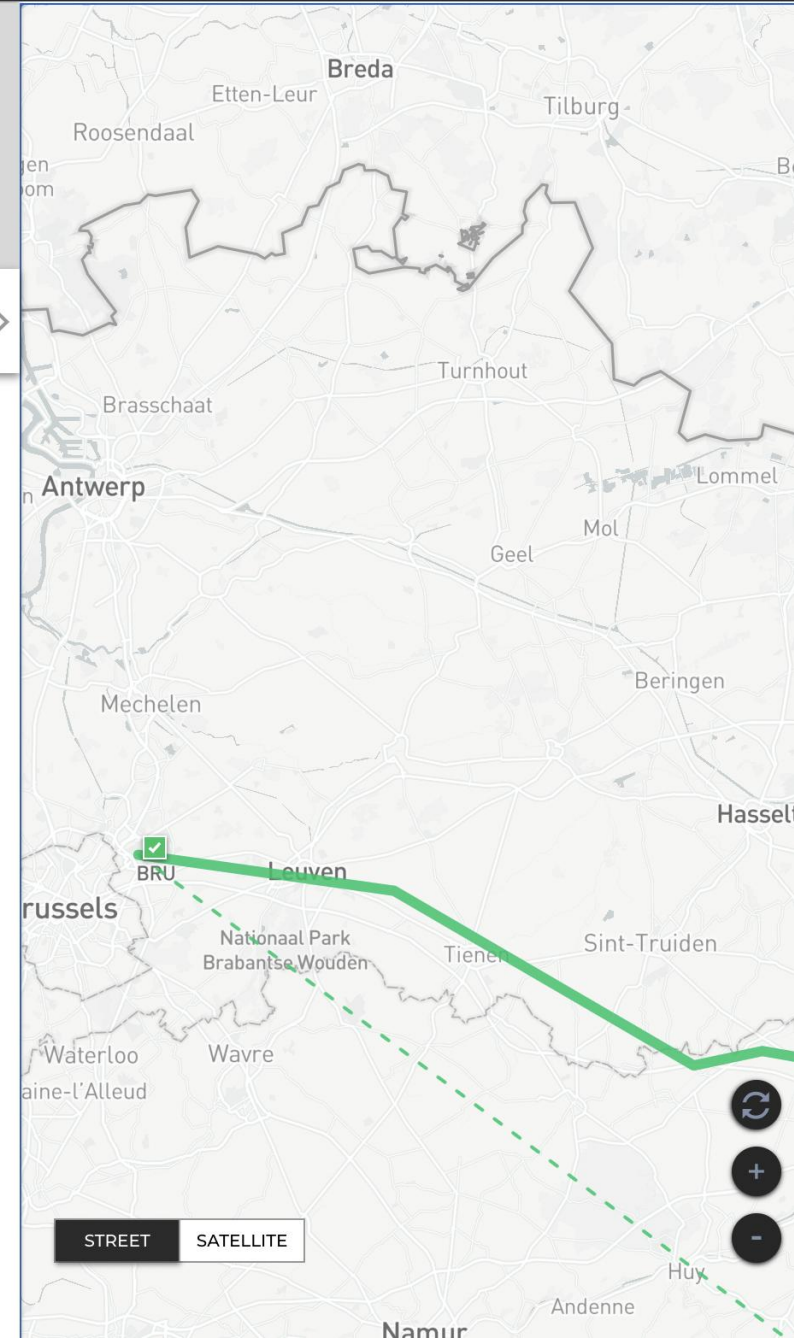 Breda
Etten-Leur
Tilburg
Roosendaal
Turnhout
Brasschaat
Lommel
Antwerp
Mol
Geel
Beringen
Mechelen
Hasselt
BRU
Leuven
russels
Nationaal Park
Brabantse Wouden
Sint-Truiden
Tienen
Waterloo
Wavre
aine-l'Alleud
+
STREET
SATELLITE
-
Huy
Andenne
Namur